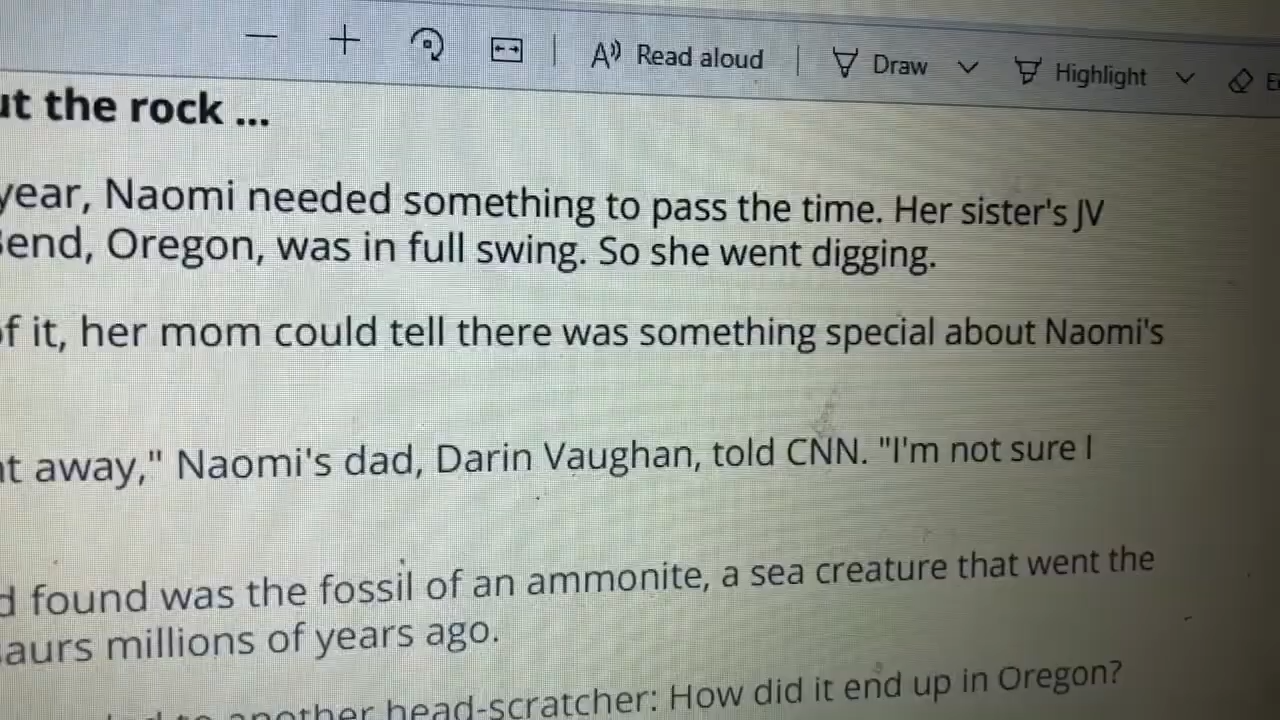 Read aloud Draw Highlight
the rock ...
year, Naomi needed something to pass the time. Her sister's JV
end, Oregon, was in full swing. So she went digging.
of it, her mom could tell there was something special about Naomi's
away," Naomi's dad, Darin Vaughan, told CNN. "I'm not sure I
found was the fossil of an ammonite, a sea creature that went the
aurs millions of years ago.
to another head-scratcher: How did it end up in Oregon?